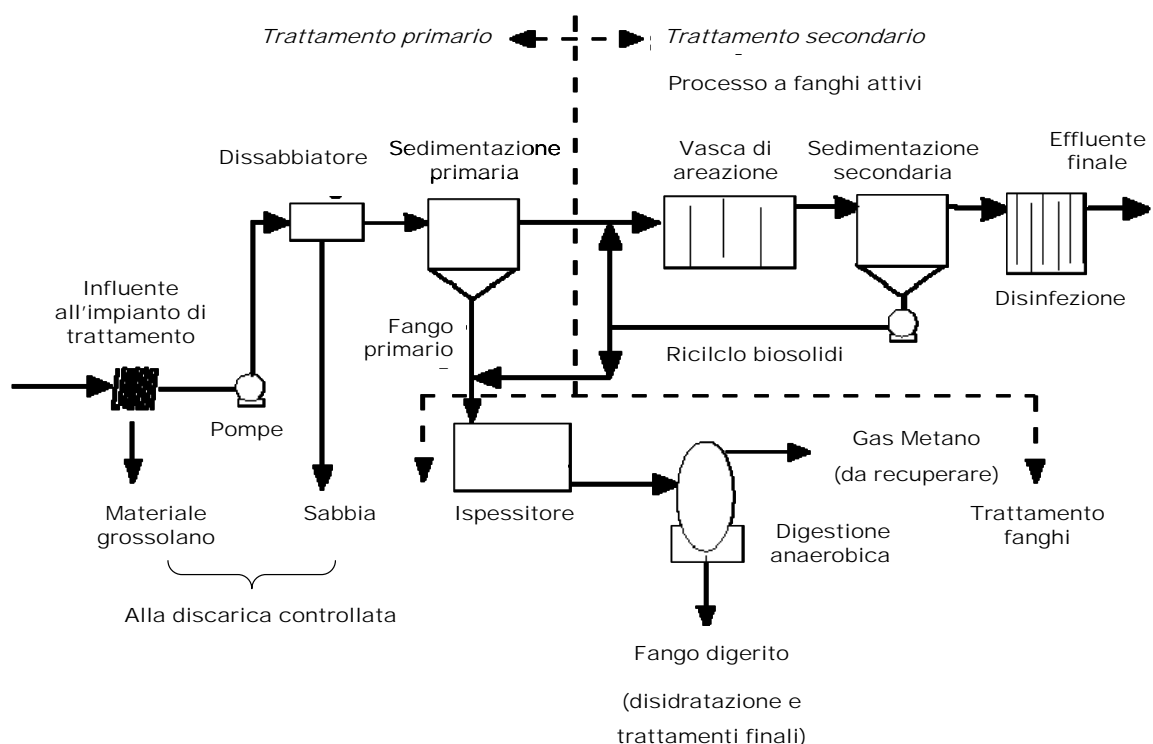 Trattamento primario
Trattamento secondario
Processo a fanghi attivi
Dissabbiatore
Sedimentazione
primaria
Vasca di
areazione
Sedimentazione
secondaria
Effluente
finale
Influente
all'impianto di
trattamento
Fango
primario
Disinfezione
Ricilclo biosolidi
Pompe
Gas Metano
(da recuperare)
Materiale
grossolano
Sabbia
Ispessitore
Digestione
anaerobica
Trattamento
fanghi
Alla discarica controllata
Fango digerito
(disidratazione e
trattamenti finali)